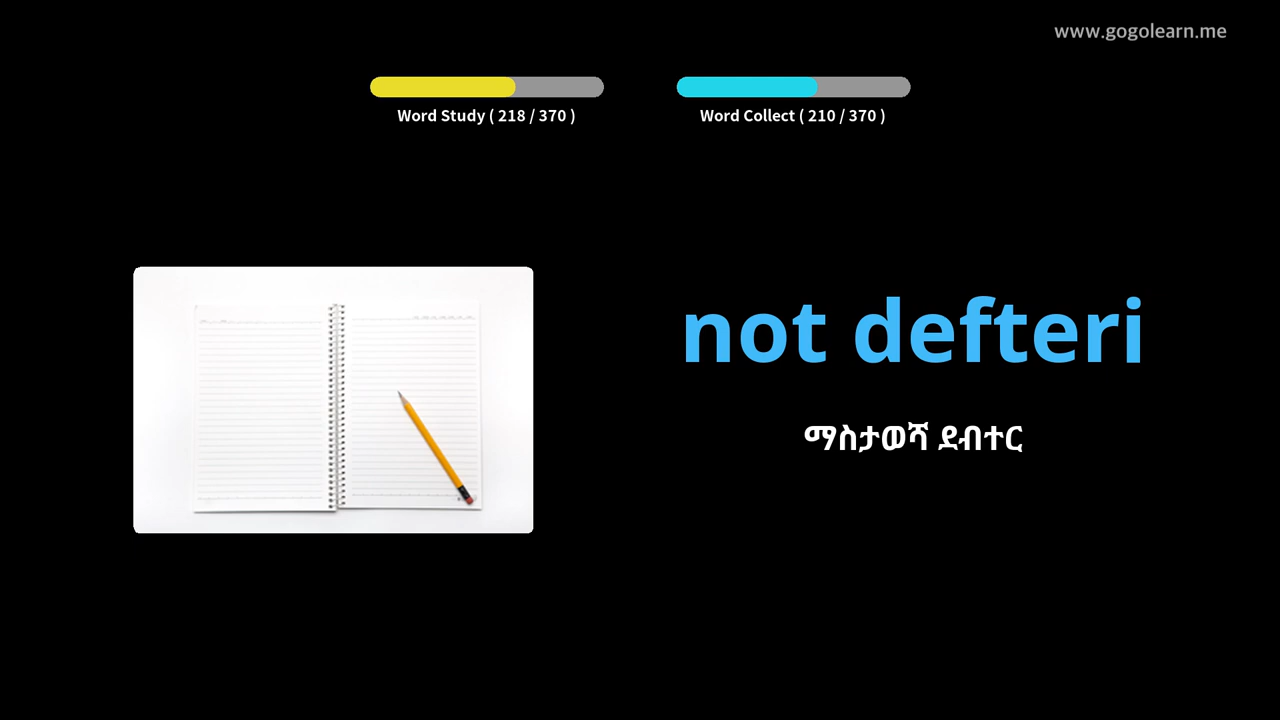 www.gogolearn.me
Word Study ( 218 / 370 )
Word Collect ( 210 / 370 )
not defteri
ማስታወሻ ደብተር